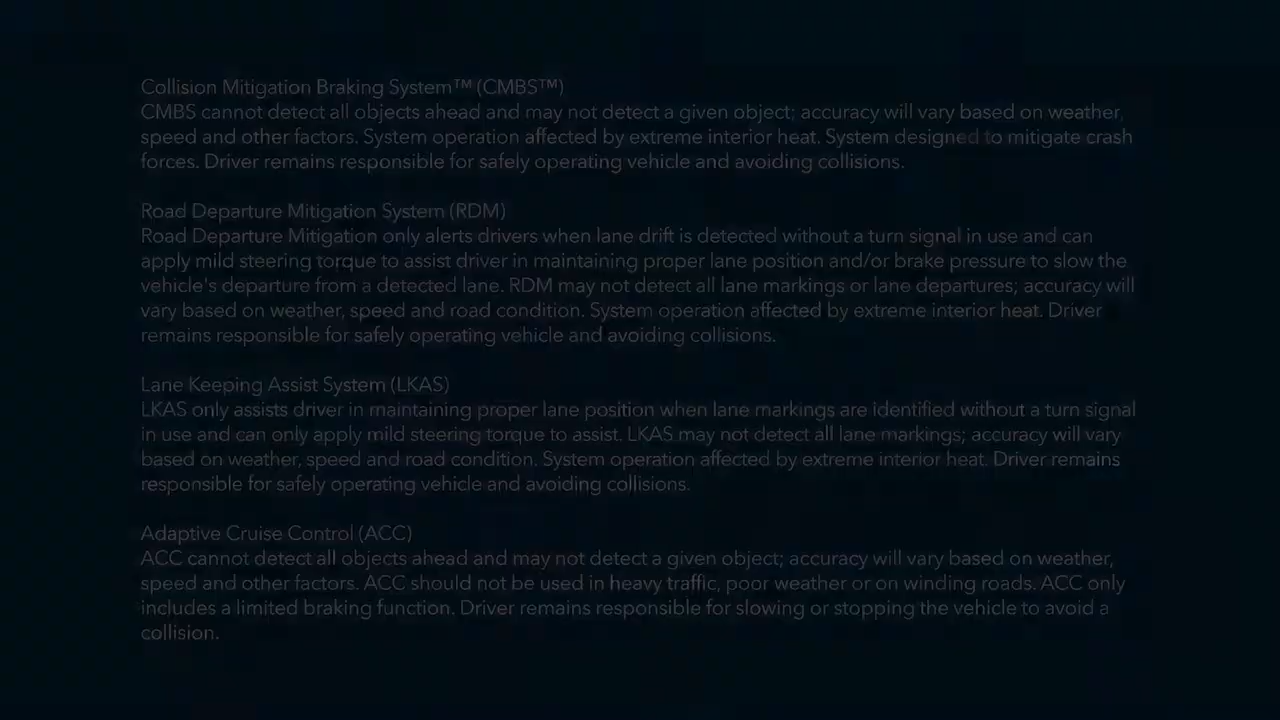 Collision Mitigation Braking System™ (CMBS™)
CMBS cannot detect all objects ahead and may not detect a given object; accuracy will vary based on weather,
speed and other factors. System operation affected by extreme interior heat. System designed to mitigate crash
forces. Driver remains responsible for safely operating vehicle and avoiding collisions.
Road Departure Mitigation System (RDM)
Road Departure Mitigation only alerts drivers when lane drift is detected without a turn signal in use and can
apply mild steering torque to assist driver in maintaining proper lane position and/or brake pressure to slow the
vehicle's departure from a detected lane. RDM may not detect all lane markings or lane departures; accuracy will
vary based on weather, speed and road condition. System operation affected by extreme interior heat. Driver
remains responsible for safely operating vehicle and avoiding collisions.
Lane Keeping Assist System (LKAS)
LKAS only assists driver in maintaining proper lane position when lane markings are identified without a turn signal
in use and can only apply mild steering torque to assist. LKAS may not detect all lane markings; accuracy will vary
based on weather, speed and road condition. System operation affected by extreme interior heat. Driver remains
responsible for safely operating vehicle and avoiding collisions.
Adaptive Cruise Control (ACC)
ACC cannot detect all objects ahead and may not detect a given object; accuracy will vary based on weather,
speed and other factors. ACC should not be used in heavy traffic, poor weather or on winding roads. ACC only
includes a limited braking function. Driver remains responsible for slowing or stopping the vehicle to avoid a
collision.